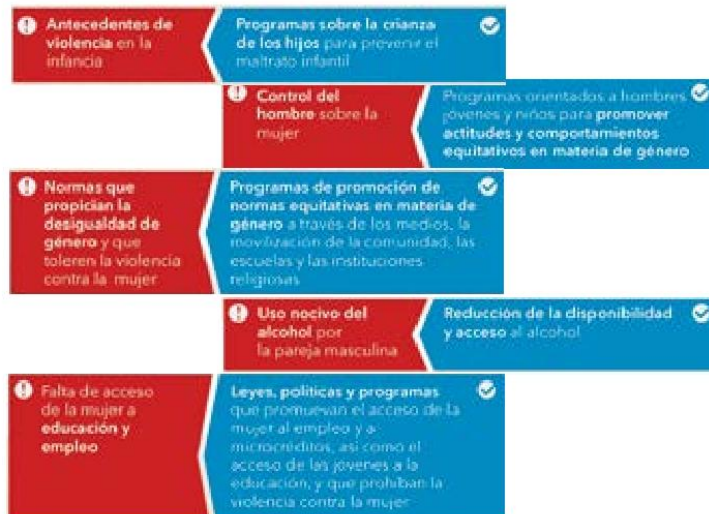 Antecedentes de
violencia en la
infancia
Programas sobre la crianza
de los hijos para prevenir el
maltrato infantil
Control del
hombre sobre la
mujer
Programas orientados a hombres
jóvenes y niños para promover
actitudes y comportamientos
equitativos en materia de género
Normas que
propician la
desigualdad de
género y que
toleren la violencia
contra la mujer
Programas de promoción de
normas equitativas en materia de
género a través de los medios, la
movilización de la comunidad, las
escuelas y las instituciones
religiosas
Uso nocivo del
alcohol por
la pareja masculina
Reducción de la disponibilidad
y acceso al alcohol
Falta de acceso
de la mujer a
educación y
empleo
Leyes, políticas y programas
que promuevan el acceso de la
mujer al empleo y a
microcréditos, así como el
acceso de las jóvenes a la
educación, y que prohíban la
violencia contra la mujer